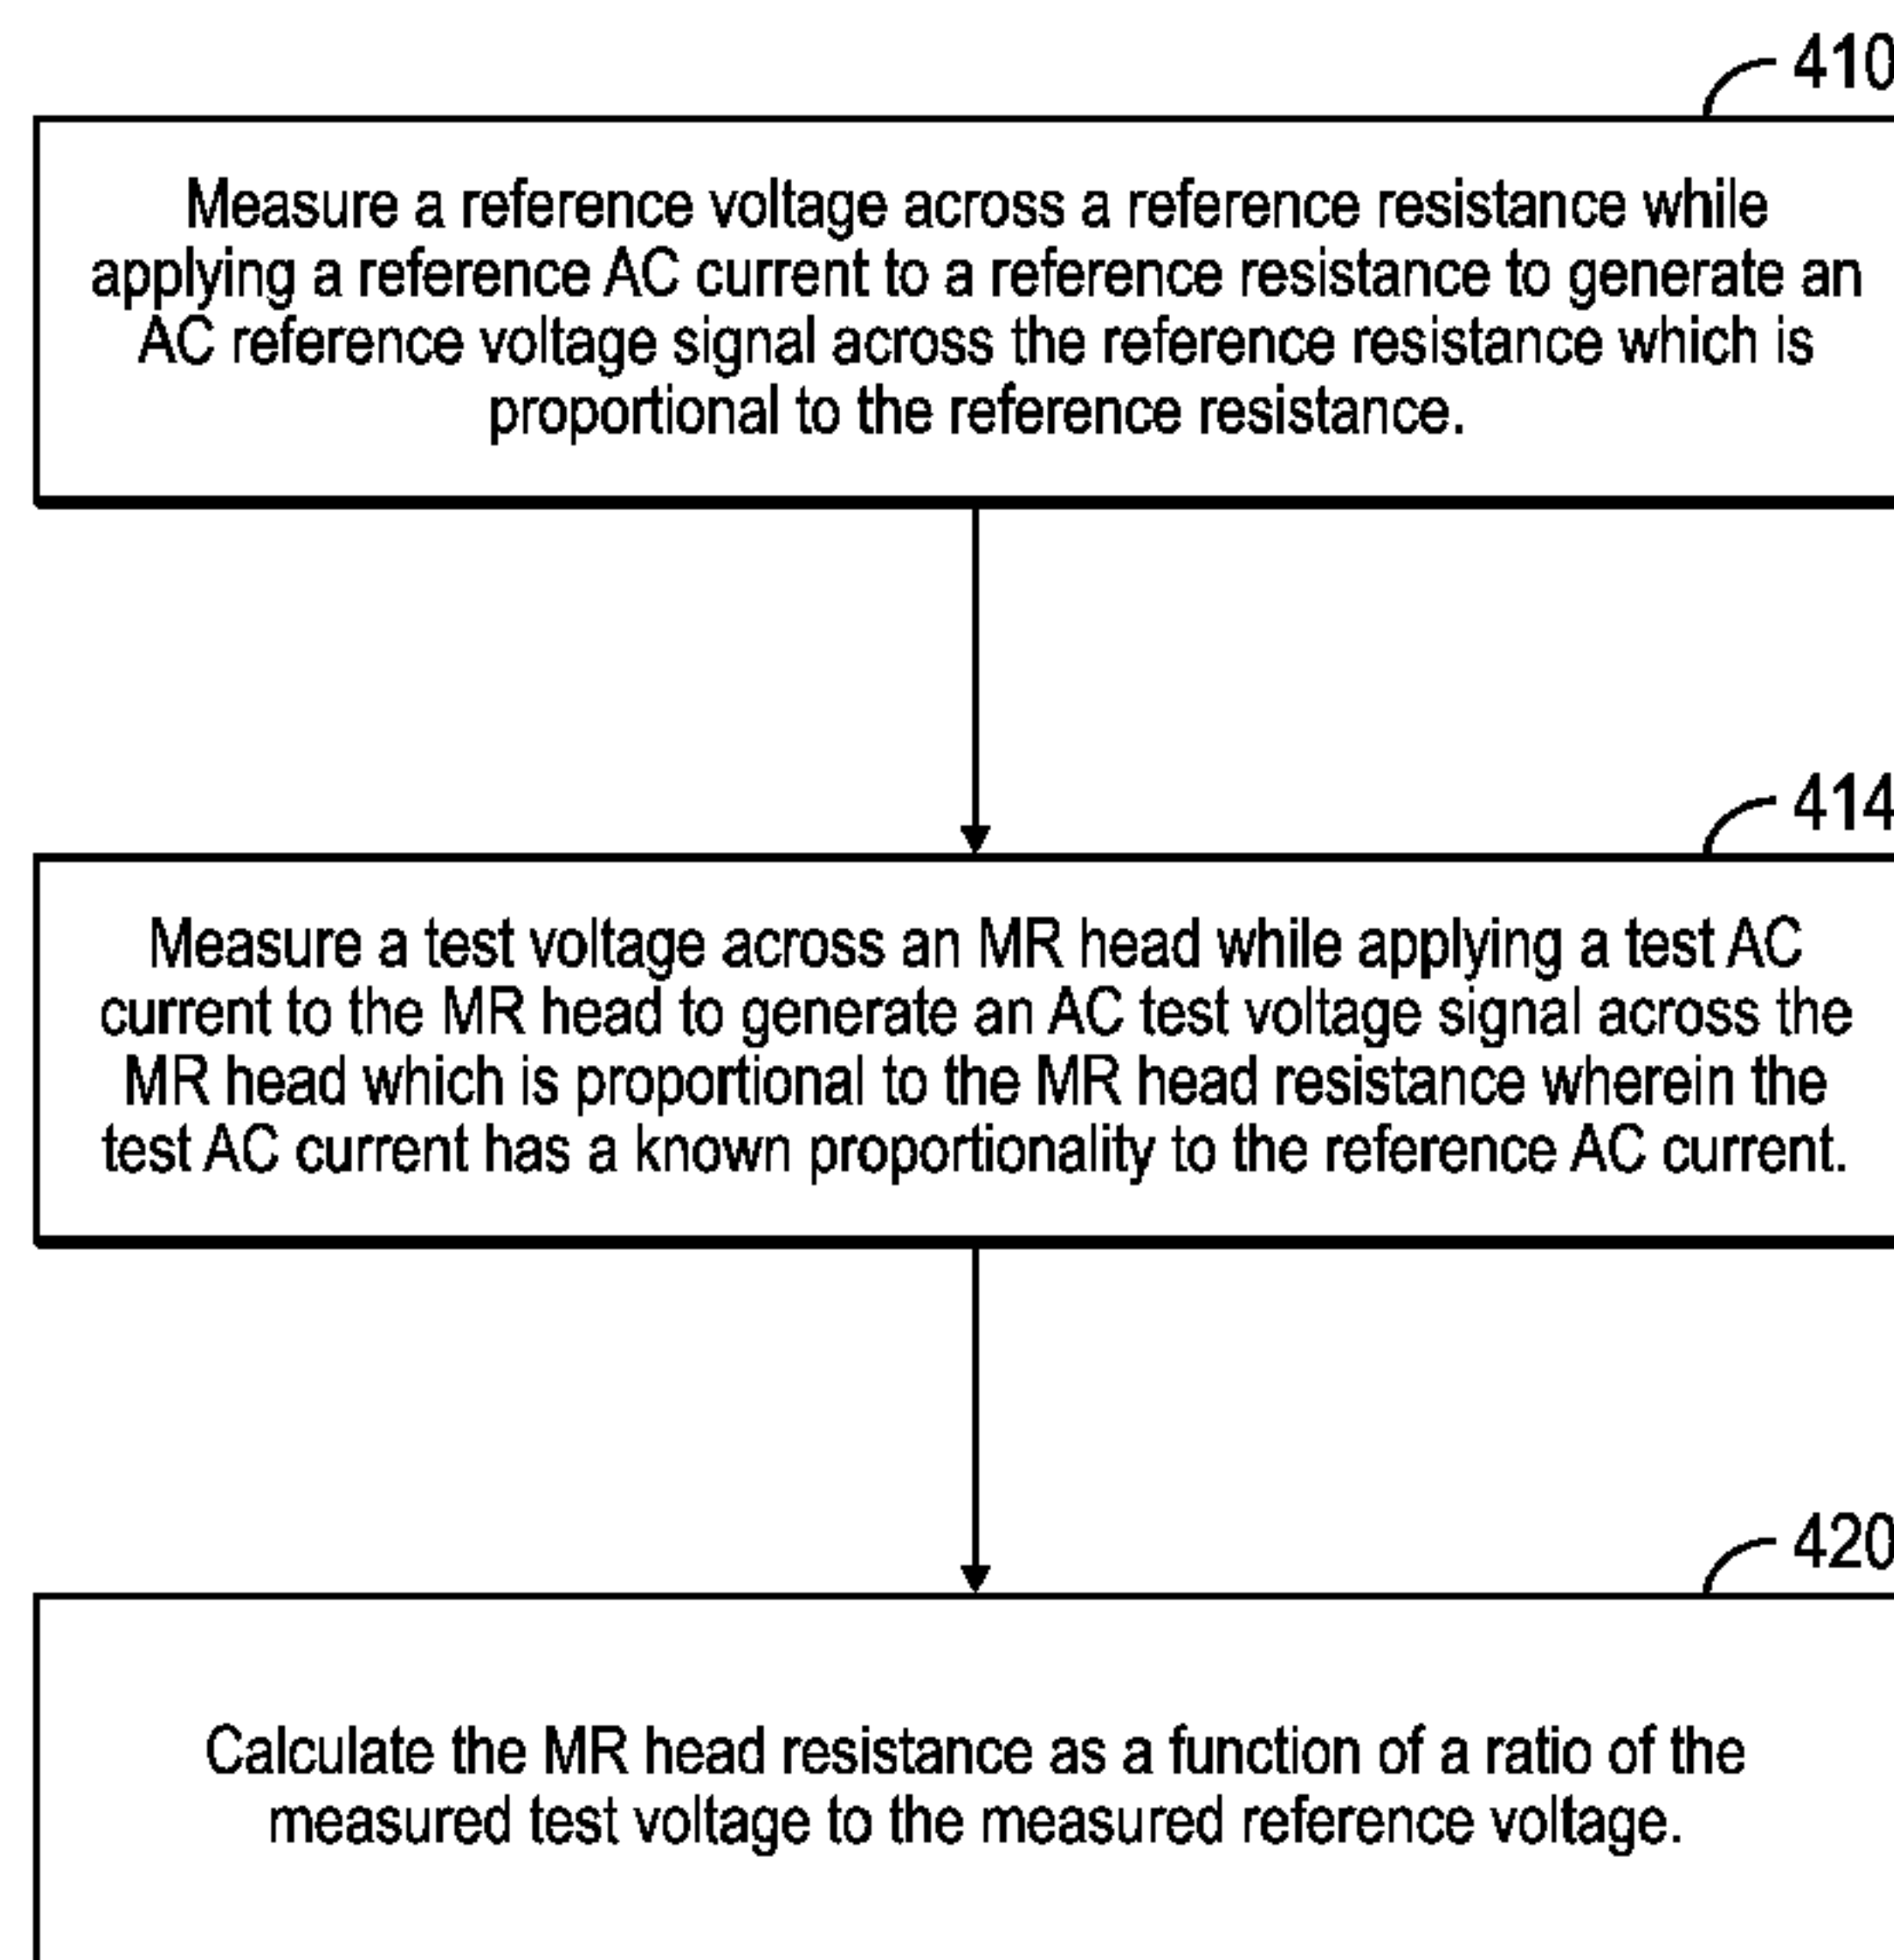 410
Measure a reference voltage across a reference resistance while
applying a reference AC current to a reference resistance to generate an
AC reference voltage signal across the reference resistance which is
proportional to the reference resistance.
414
Measure a test voltage across an MR head while applying a test AC
current to the MR head to generate an AC test voltage signal across the
MR head which is proportional to the MR head resistance wherein the
test AC current has a known proportionality to the reference AC current.
420
Calculate the MR head resistance as a function of a ratio of the
measured test voltage to the measured reference voltage.